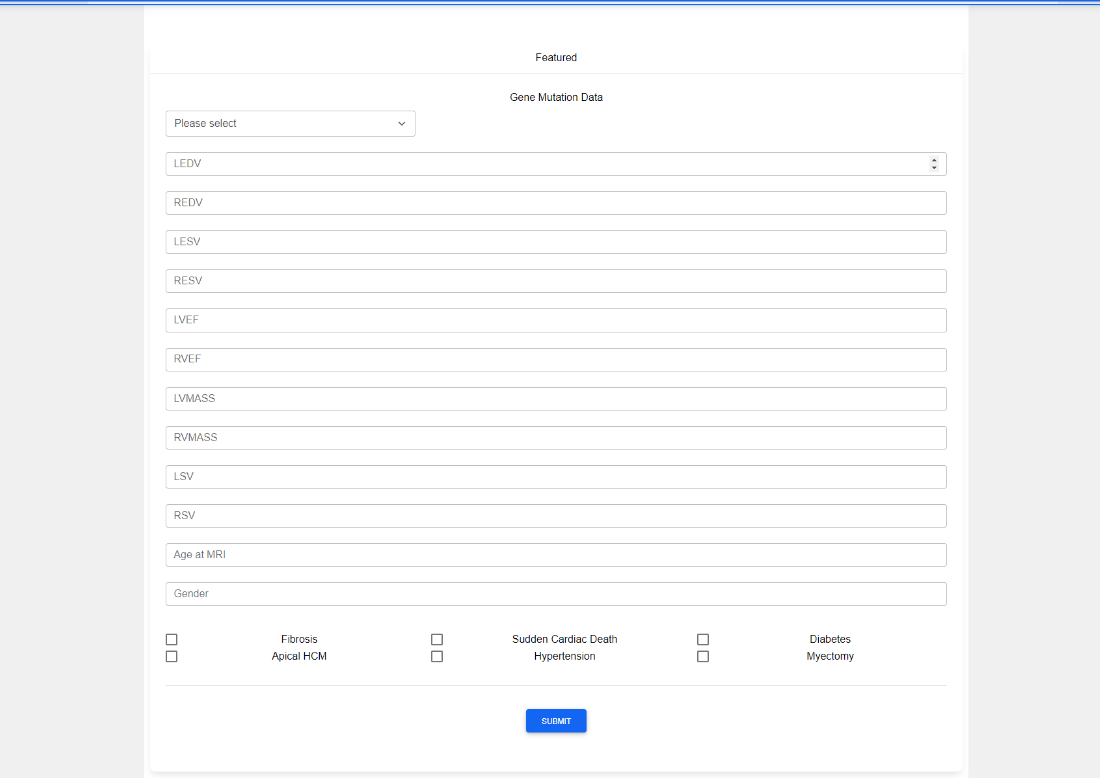 Featured
Gene Mutation Data
Please select
LEDV
REDV
LESV
RESV
LVEF
RVEF
LVMASS
RVMASS
LSV
RSV
Age at MRI
Gender
Fibrosis Sudden Cardiac Death Diabetes
Apical HCM Hypertension Myectomy
SUBMIT